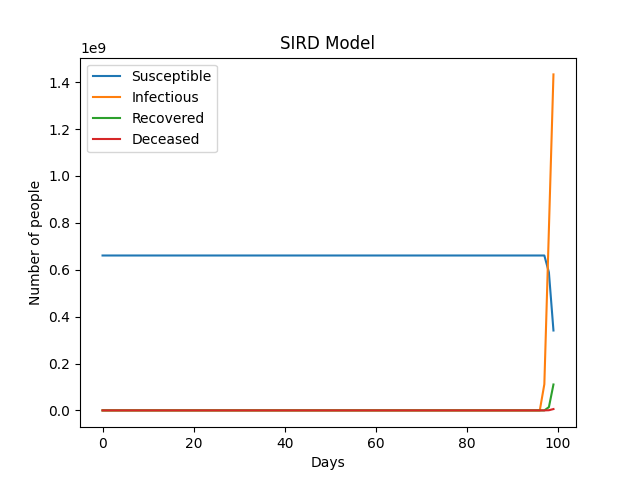 SIRD Model
1e9
Susceptible
Infectious
Recovered
Deceased
1.4
1.2
1.0
0.8
0.6
0.4
0.2
0.0
Number of people
0 20 40 60 80 100
Days